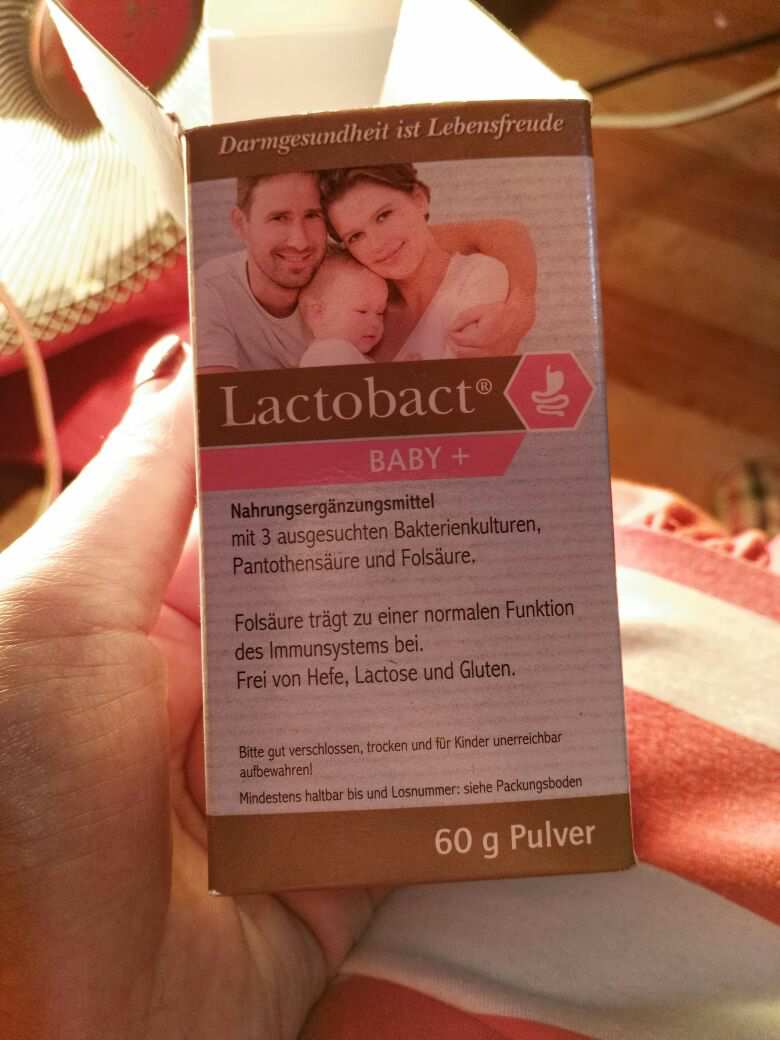 Darmgesundheit ist Lebensfreude
Lactobact®
BABY +
Nahrungsergänzungsmittel
mit 3 ausgesuchten Bakterienkulturen,
Pantothensäure und Folsäure.
Folsäure trägt zu einer normalen Funktion
des Immunsystems bei.
Frei von Hefe, Lactose und Gluten.
Bitte gut verschlossen, trocken und für Kinder unerreichbar
aufbewahren!
Mindestens haltbar bis und Losnummer: siehe Packungsboden
60 g Pulver